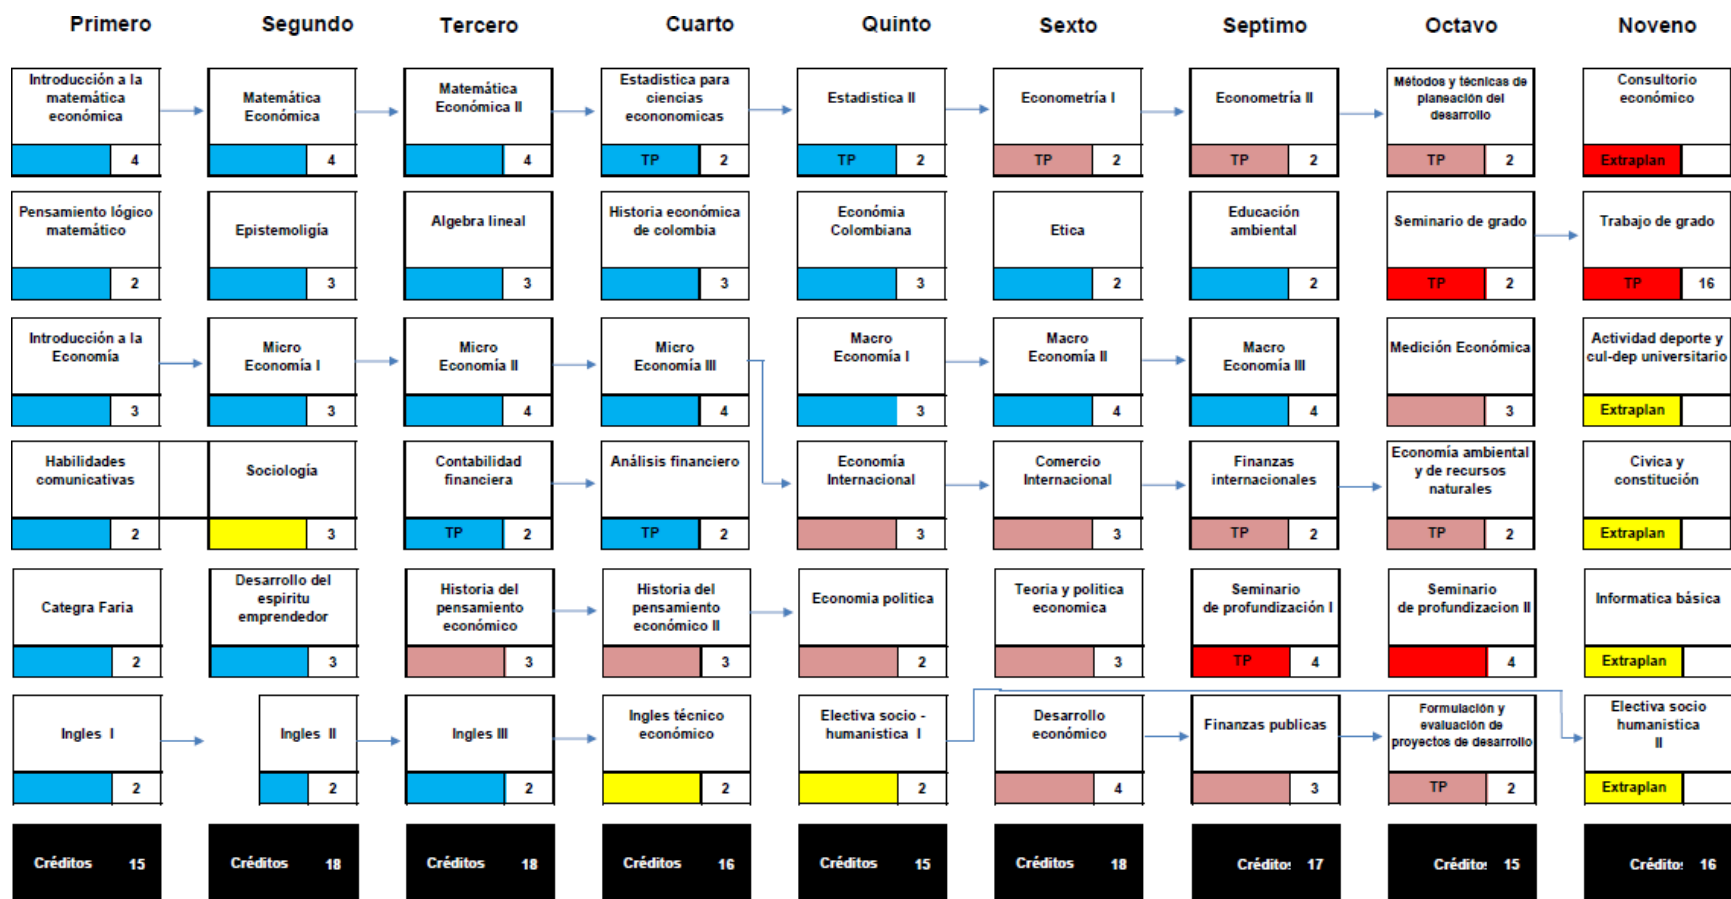 Primero Segundo Tercero Cuarto Quinto Sexto Septimo Octavo Noveno
Introducción a la
matemática
económica
4
Matemática
Económica
4
Matemática
Económica II
4
Estadistica para
ciencias
econonomicas
TP 2
Estadistica II
TP 2
Econometría I
TP 2
Econometría II
TP 2
Métodos y técnicas de
planeación del
desarrollo
TP 2
Consultorio
económico
Extraplan
Pensamiento lógico
matemático
2
Epistemoligía
3
Algebra lineal
3
Historia económica
de colombia
3
Económia
Colombiana
3
Etica
2
Educación
ambiental
2
Seminario de grado
TP 2
Trabajo de grado
TP 16
Introducción a la
Economía
3
Micro
Economía I
3
Micro
Economía II
4
Micro
Economía III
4
Macro
Economía I
3
Macro
Economía II
4
Macro
Economía III
4
Medición Económica
3
Actividad deporte y
cul-dep universitario
Extraplan
Habilidades
comunicativas
2
Sociología
3
Contabilidad
financiera
TP 2
Análisis financiero
TP 2
Economía
Internacional
3
Comercio
Internacional
3
Finanzas
internacionales
TP 2
Economía ambiental
y de recursos
naturales
TP 2
Civica y
constitución
Extraplan
Categra Faria
2
Desarrollo del
espiritu
emprendedor
3
Historia del
pensamiento
económico
3
Historia del
pensamiento
económico II
3
Economia politica
2
Teoria y politica
economica
3
Seminario
de profundización I
TP 4
Seminario
de profundizacion II
4
Informatica básica
Extraplan
Ingles I
2
Ingles II
2
Ingles III
2
Ingles técnico
económico
2
Electiva socio -
humanistica I
2
Desarrollo
económico
4
Finanzas publicas
3
Formulación y
evaluación de
proyectos de desarrollo
TP 2
Electiva socio
humanistica
II
Extraplan
Créditos 15
Créditos 18
Créditos 18
Créditos 16
Créditos 15
Créditos 18
Crédito: 17
Crédito: 15
Crédito: 16